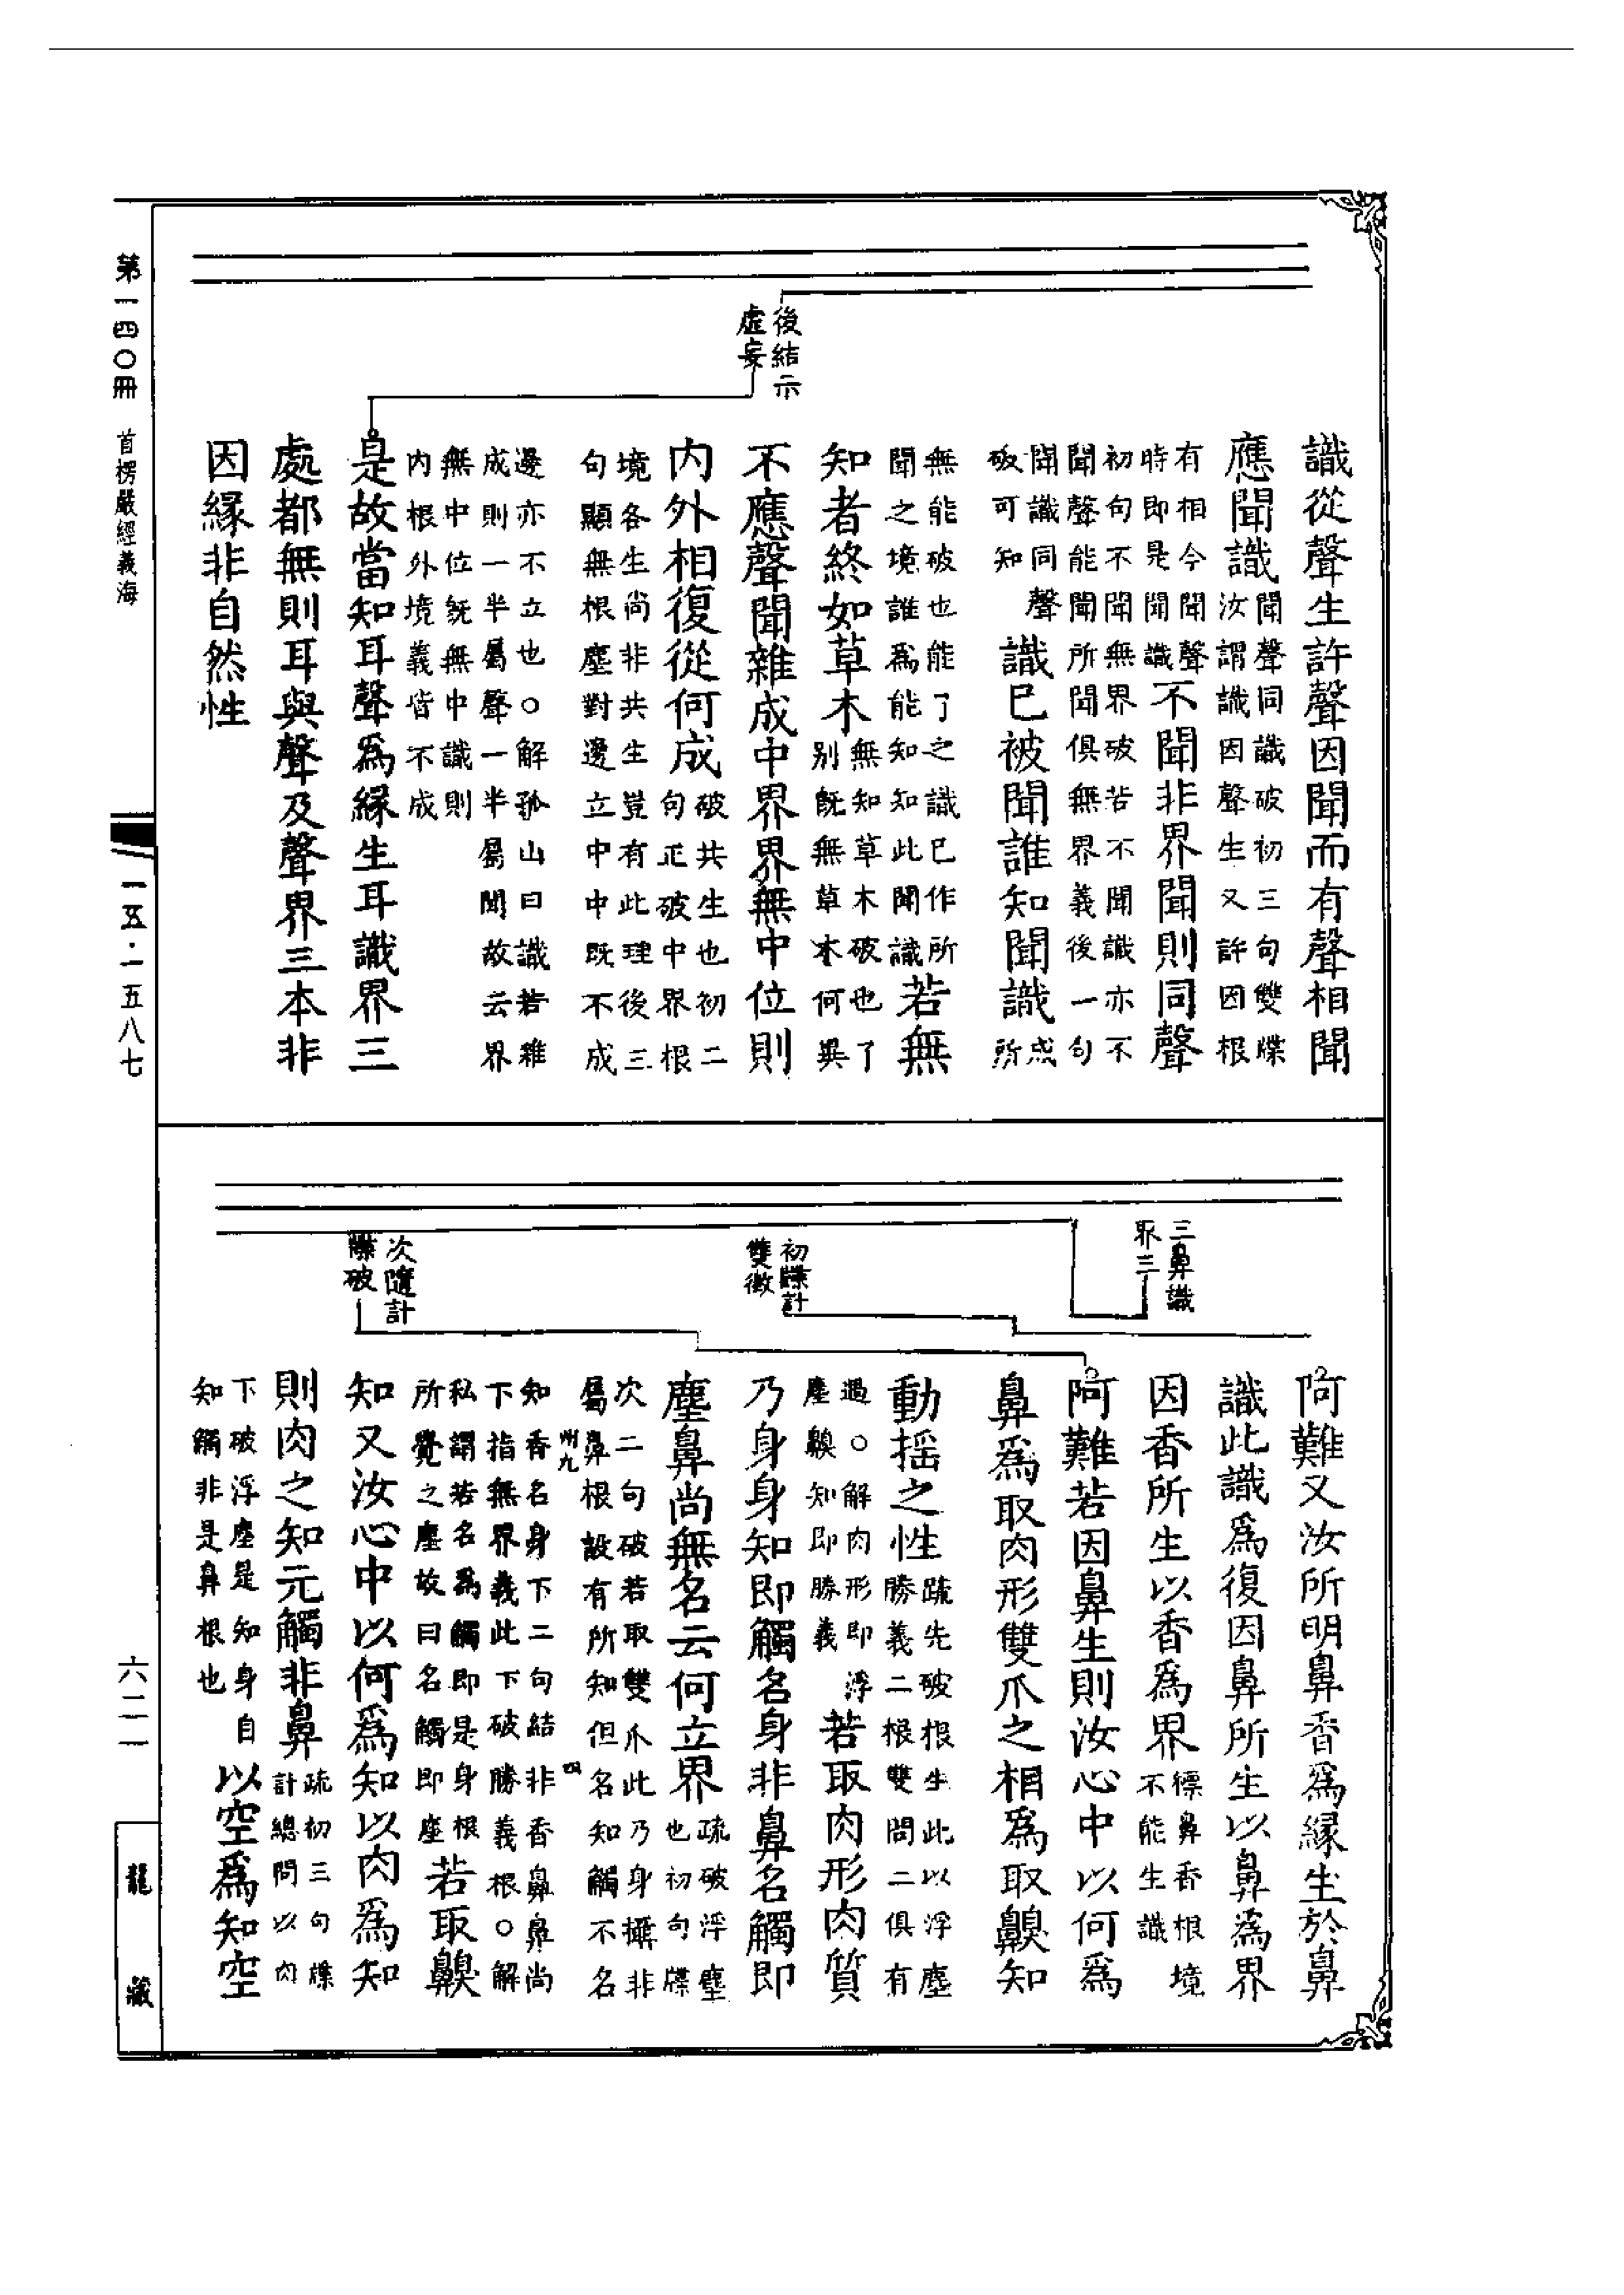 後結示
虛妄
識從聲生許聲因聞而有聲相聞
應聞識聞聲同識破初三句雙牒
汝謂識因聲生又許因根
有相今聞聲
時即是聞識不聞非界聞則同聲
初句不聞無界破若不聞識亦不
聞聲能聞所聞俱無界義後一句
聞識同聲識已被聞誰知聞識惑
破可知所
無能破也能了之識已作所
聞之境誰為能知知此聞識若無
知者終如草木無知草木破也了
別既無草木何異
不應聲聞雜成中界界無中位則
內外相復從何成破共生也初二
句正破中界根
境各生尚非共生豈有此理後三
句顯無根塵對邊立中中既不成
邊亦不立也○解孤山曰識若雜
成則一半屬聲一半屬聞故云界
無中位既無中識則
內根外境義皆不成
是故當知耳聲為緣生耳識界三
處都無則耳與聲及聲界三本非
因緣非自然性
三鼻識
界三
初牒計
雙徵
次隨計
牒破
阿難又汝所明鼻香為緣生於鼻
識此識為復因鼻所生以鼻為界
因香所生以香為界標鼻香根境
不能生識
阿難若因鼻生則汝心中以何為
鼻為取肉形雙爪之相為取齅知
動搖之性疏先破根生此以浮塵
勝義二根雙問二俱有
過○解肉形即浮
塵齅知即勝義若取肉形肉質
乃身身知即觸名身非鼻名觸即
塵鼻尚無名云何立界疏破浮塵
也初句牒
次二句破若取雙爪此乃身攝非
屬鼻根設有所知但名知觸不名
知香名身下二句結非香鼻鼻尚
下指無界義此下破勝義根○解
私謂若名為觸即是身根
所覺之塵故曰名觸即塵若取齅
知又汝心中以何為知以肉為知
則肉之知元觸非鼻疏初三句牒
計總問以肉
下破浮塵是知身自
知觸非是鼻根也以空為知空
第一四〇冊 首楞嚴經義海
一五.一五八七
六二一
龍藏
州九
四